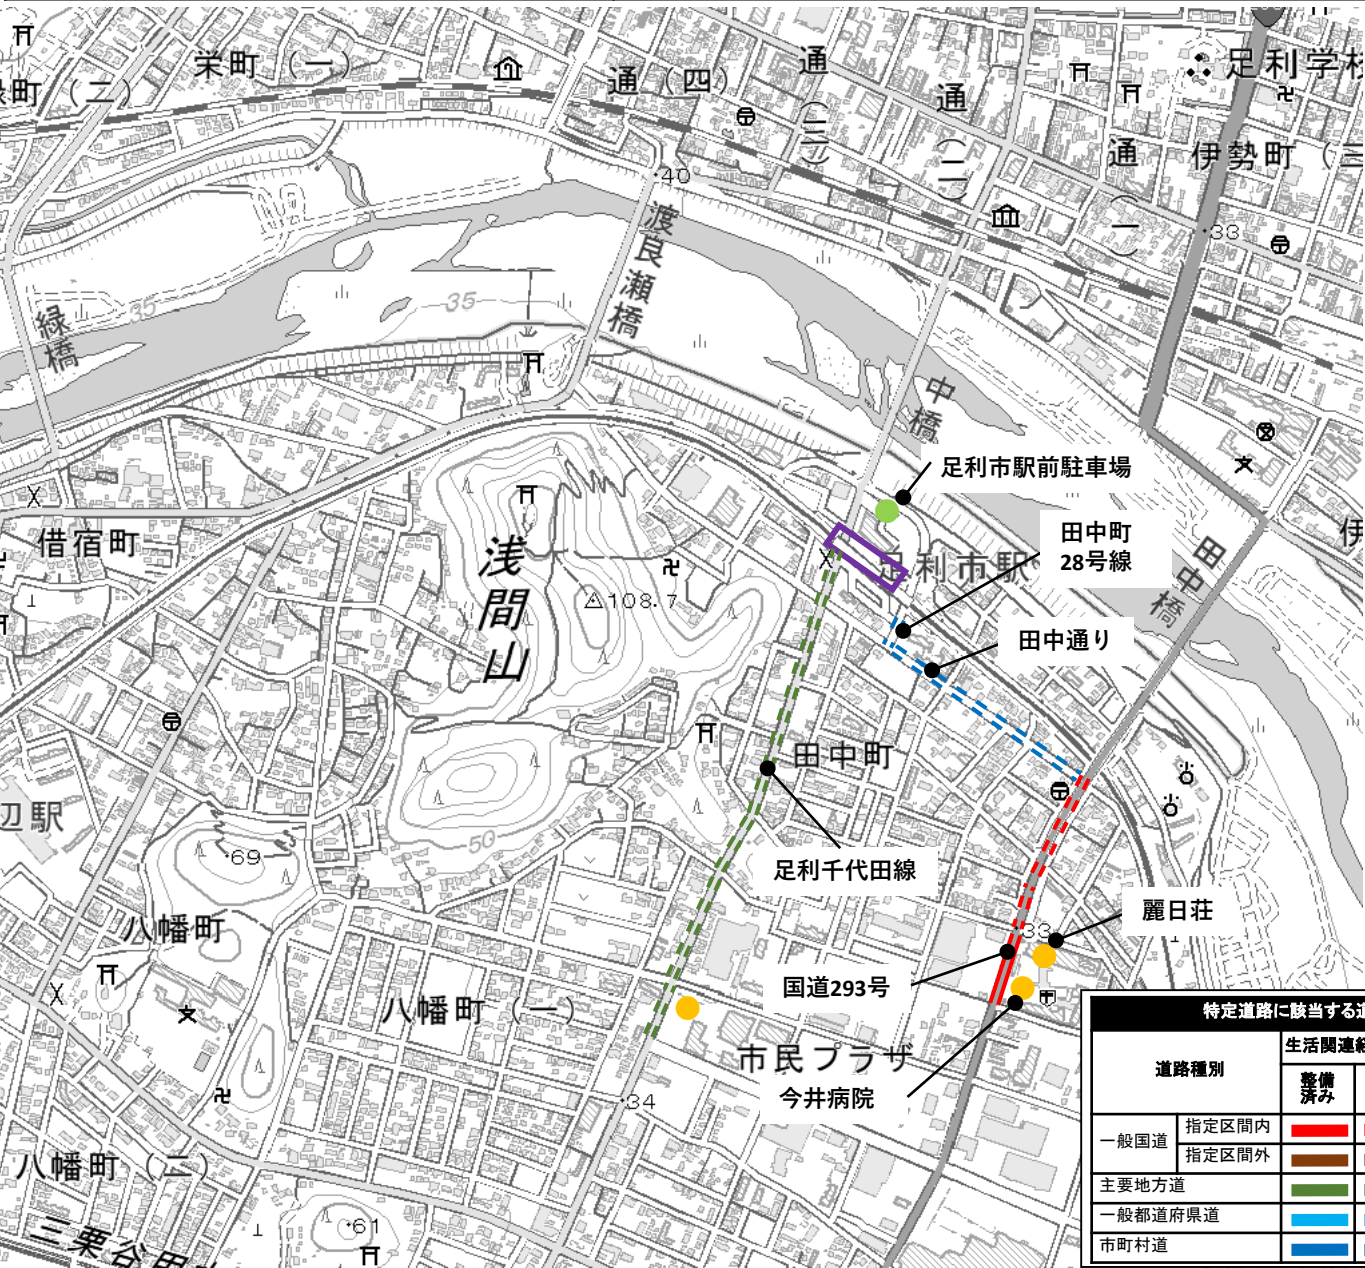 栄町(一)
通(四)
通(三)
通(二)
通(一)
足利学校
伊勢町(三
緑町(二)
40
33
渡良瀬橋
35
35
緑橋
中橋
足利市駅前駐車場
田中町
28号線
田中橋
借宿町
浅間山
108.7
足利市駅
田中通り
田中町
辺駅
69
50
足利千代田線
麗日荘
33
八幡町
国道293号
八幡町(一)
市民プラザ
今井病院
34
八幡町(二)
61
三栗谷用
特定道路に該当する道
道路種別
生活関連経
整備
済み
一般国道
指定区間内
指定区間外
主要地方道
一般都道府県道
市町村道